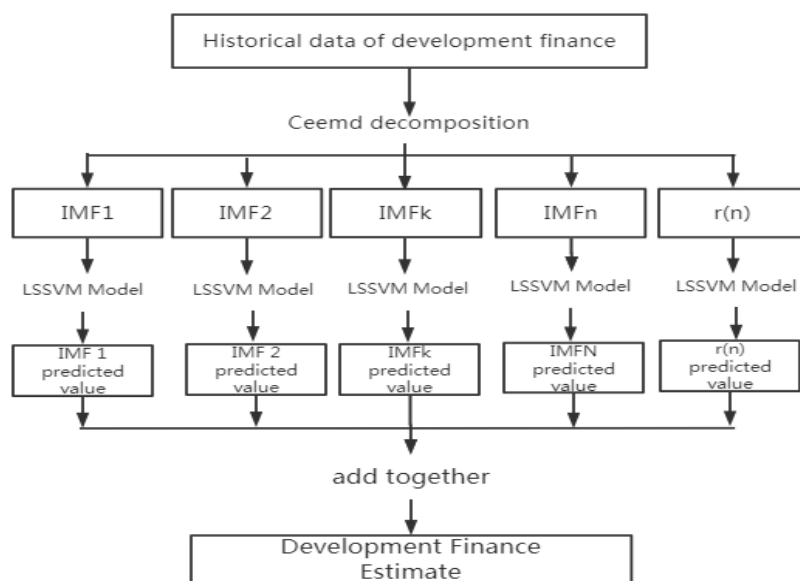 Historical data of development finance
Ceemd decomposition
IMF1
IMF2
IMFk
IMFn
r(n)
LSSVM Model
LSSVM Model
LSSVM Model
LSSVM Model
LSSVM Model
IMF 1
predicted
value
IMF 2
predicted
value
IMFk
predicted
value
IMFN
predicted
value
r(n)
predicted
value
add together
Development Finance
Estimate